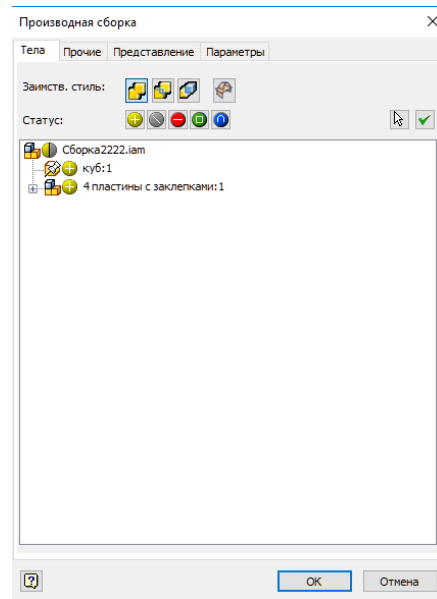 Производная сборка
Тела Прочие Представление Параметры
Заимств. стиль:
Статус:
Сборка2222.iam
куб:1
4 пластины с заклепками:1
OK Отмена